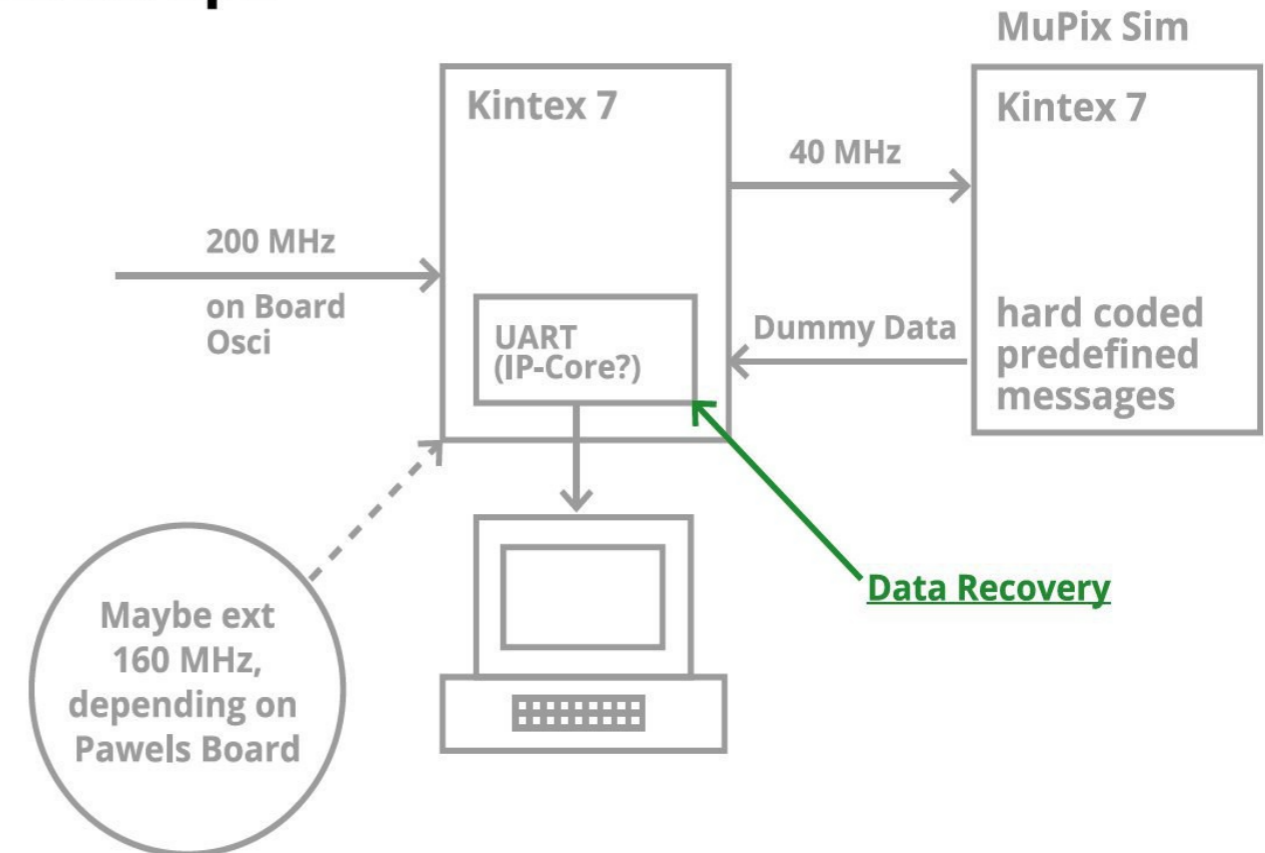 MuPix Sim
Kintex 7
Kintex 7
40 MHz
200 MHz
on Board
Osci
UART
(IP-Core?)
Dummy Data
hard coded
predefined
messages
Data Recovery
Maybe ext
160 MHz,
depending on
Pawels Board